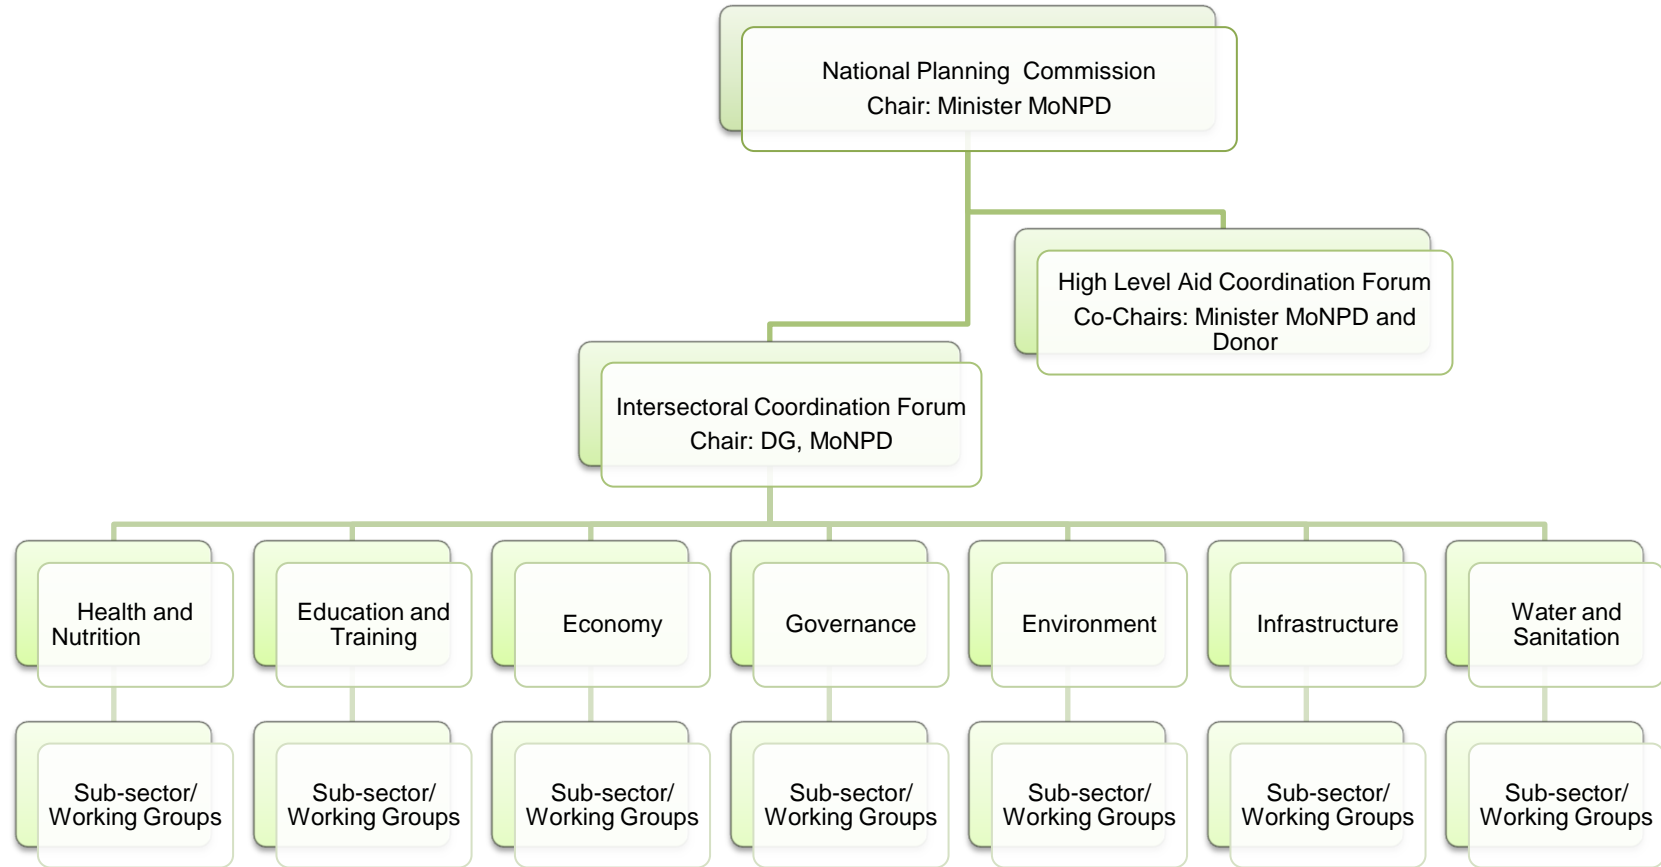 National Planning Commission
Chair: Minister MoNPD
High Level Aid Coordination Forum
Co-Chairs: Minister MoNPD and
Donor
Intersectoral Coordination Forum
Chair: DG, MoNPD
Health and
Nutrition
Education and
Training
Economy
Governance
Environment
Infrastructure
Water and
Sanitation
Sub-sector/
Working Groups
Sub-sector/
Working Groups
Sub-sector/
Working Groups
Sub-sector/
Working Groups
Sub-sector/
Working Groups
Sub-sector/
Working Groups
Sub-sector/
Working Groups